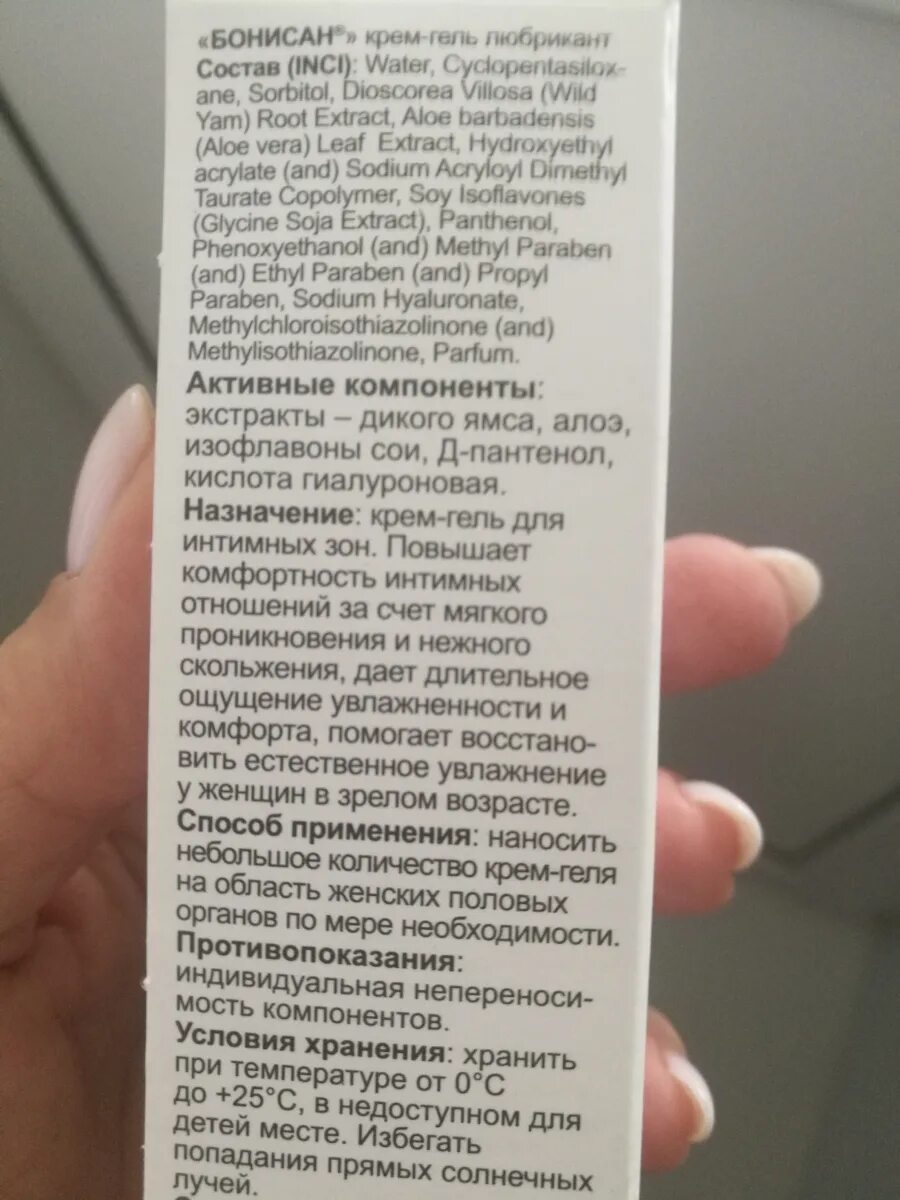 «БОНИСАН®» крем-гель любрикант
Состав (INCI): Water, Cyclopentasilox-
ane, Sorbitol, Dioscorea Villosa (Wild
Yam) Root Extract, Aloe barbadensis
(Aloe vera) Leaf Extract, Hydroxyethyl
acrylate (and) Sodium Acryloyl Dimethyl
Taurate Copolymer, Soy Isoflavones
(Glycine Soja Extract), Panthenol,
Phenoxyethanol (and) Methyl Paraben
(and) Ethyl Paraben (and) Propyl
Paraben, Sodium Hyaluronate,
Methylchloroisothiazolinone (and)
Methylisothiazolinone, Parfum.
Активные компоненты:
экстракты – дикого ямса, алоэ,
изофлавоны сои, Д-пантенол,
кислота гиалуроновая.
Назначение: крем-гель для
интимных зон. Повышает
комфортность интимных
отношений за счет мягкого
проникновения и нежного
скольжения, дает длительное
ощущение увлажненности и
комфорта, помогает восстано-
вить естественное увлажнение
у женщин в зрелом возрасте.
Способ применения: наносить
небольшое количество крем-геля
на область женских половых
органов по мере необходимости.
Противопоказания:
индивидуальная непереноси-
мость компонентов.
Условия хранения: хранить
при температуре от 0°С
до +25°С, в недоступном для
детей месте. Избегать
попадания прямых солнечных
лучей.